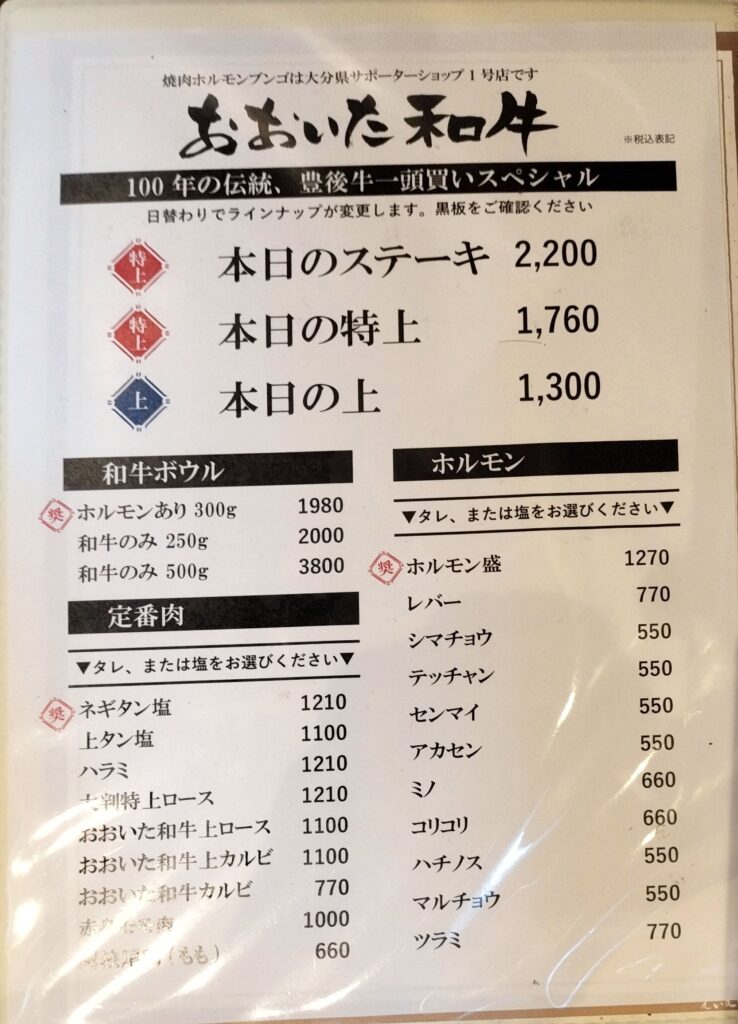 焼肉ホルモンブンゴは大分県サポーターショップ1号店です
おおいた和牛
※税込表記
100年の伝統、豊後牛一頭買いスペシャル
日替わりでラインナップが変更します。黒板をご確認ください
特上 本日のステーキ 2,200
特上 本日の特上 1,760
上 本日の上 1,300
和牛ボウル
奨 ホルモンあり 300g 1980
和牛のみ 250g 2000
和牛のみ 500g 3800
定番肉
▼タレ、または塩をお選びください▼
奨 ネギタン塩 1210
上タン塩 1100
ハラミ 1210
大判特上ロース 1210
おおいた和牛上ロース 1100
おおいた和牛上カルビ 1100
おおいた和牛カルビ 770
1000
(もも) 660
ホルモン
▼タレ、または塩をお選びください▼
奨 ホルモン盛 1270
レバー 770
シマチョウ 550
テッチャン 550
センマイ 550
アカセン 550
ミノ 660
コリコリ 660
ハチノス 550
マルチョウ 550
ツラミ 770